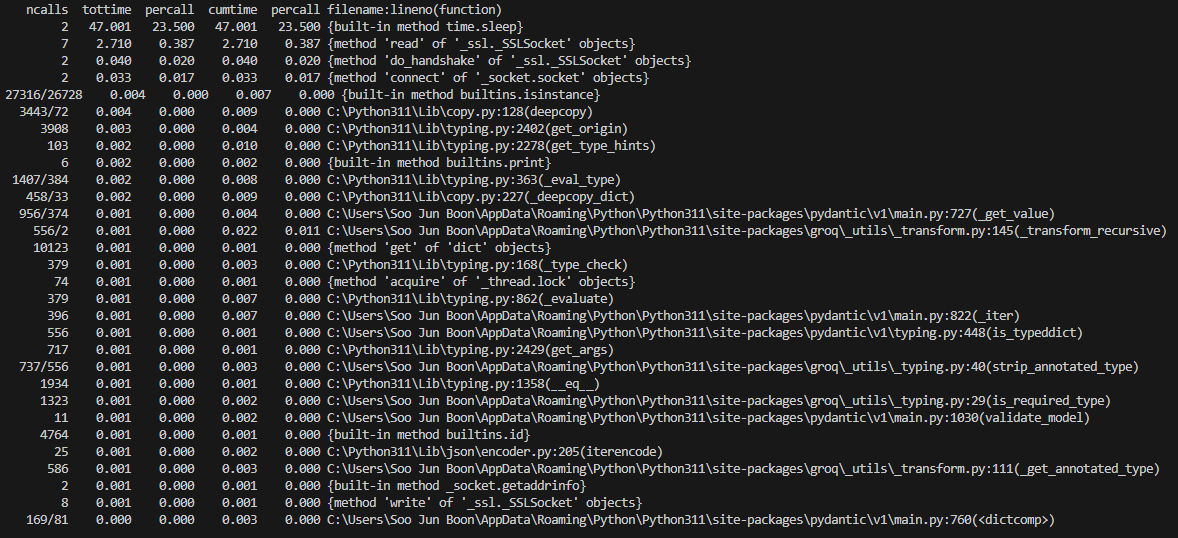 ncalls  tottime  percall  cumtime  percall filename:lineno(function)
2   47.001   23.500   47.001   23.500 {built-in method time.sleep}
7    2.710    0.387    2.710    0.387 {method 'read' of '_ssl._SSLSocket' objects}
2    0.040    0.020    0.040    0.020 {method 'do_handshake' of '_ssl._SSLSocket' objects}
2    0.033    0.017    0.033    0.017 {method 'connect' of '_socket.socket' objects}
27316/26728    0.004    0.000    0.007    0.000 {built-in method builtins.isinstance}
3443/72    0.004    0.000    0.009    0.000 C:\Python311\Lib\copy.py:128(deepcopy)
3908    0.003    0.000    0.004    0.000 C:\Python311\Lib\typing.py:2402(get_origin)
103    0.002    0.000    0.010    0.000 C:\Python311\Lib\typing.py:2278(get_type_hints)
6    0.002    0.000    0.002    0.000 {built-in method builtins.print}
1407/384    0.002    0.000    0.008    0.000 C:\Python311\Lib\typing.py:363(_eval_type)
458/33    0.002    0.000    0.009    0.000 C:\Python311\Lib\copy.py:227(_deepcopy_dict)
956/374    0.001    0.000    0.004    0.000 C:\Users\Soo Jun Boon\AppData\Roaming\Python\Python311\site-packages\pydantic\v1\main.py:727(_get_value)
556/2    0.001    0.000    0.022    0.011 C:\Users\Soo Jun Boon\AppData\Roaming\Python\Python311\site-packages\groq\_utils\_transform.py:145(_transform_recursive)
10123    0.001    0.000    0.001    0.000 {method 'get' of 'dict' objects}
379    0.001    0.000    0.003    0.000 C:\Python311\Lib\typing.py:168(_type_check)
74    0.001    0.000    0.001    0.000 {method 'acquire' of '_thread.lock' objects}
379    0.001    0.000    0.007    0.000 C:\Python311\Lib\typing.py:862(_evaluate)
396    0.001    0.000    0.007    0.000 C:\Users\Soo Jun Boon\AppData\Roaming\Python\Python311\site-packages\pydantic\v1\main.py:822(_iter)
556    0.001    0.000    0.001    0.000 C:\Users\Soo Jun Boon\AppData\Roaming\Python\Python311\site-packages\pydantic\v1\typing.py:448(is_typeddict)
717    0.001    0.000    0.001    0.000 C:\Python311\Lib\typing.py:2429(get_args)
737/556    0.001    0.000    0.003    0.000 C:\Users\Soo Jun Boon\AppData\Roaming\Python\Python311\site-packages\groq\_utils\_typing.py:40(strip_annotated_type)
1934    0.001    0.000    0.001    0.000 C:\Python311\Lib\typing.py:1358(__eq__)
1323    0.001    0.000    0.002    0.000 C:\Users\Soo Jun Boon\AppData\Roaming\Python\Python311\site-packages\groq\_utils\_typing.py:29(is_required_type)
11    0.001    0.000    0.002    0.000 C:\Users\Soo Jun Boon\AppData\Roaming\Python\Python311\site-packages\pydantic\v1\main.py:1030(validate_model)
4764    0.001    0.000    0.001    0.000 {built-in method builtins.id}
25    0.001    0.000    0.002    0.000 C:\Python311\Lib\json\encoder.py:205(iterencode)
586    0.001    0.000    0.003    0.000 C:\Users\Soo Jun Boon\AppData\Roaming\Python\Python311\site-packages\groq\_utils\_transform.py:111(_get_annotated_type)
2    0.001    0.000    0.001    0.000 {built-in method _socket.getaddrinfo}
8    0.001    0.000    0.001    0.000 {method 'write' of '_ssl._SSLSocket' objects}
169/81    0.000    0.000    0.003    0.000 C:\Users\Soo Jun Boon\AppData\Roaming\Python\Python311\site-packages\pydantic\v1\main.py:760(<dictcomp>)